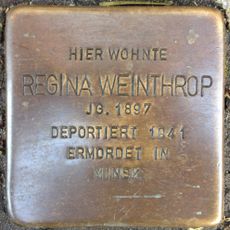 HIER WOHNTE
REGINA WEINTHROP
JG. 1897
DEPORTIERT 1941
ERMORDET IN
MINSK